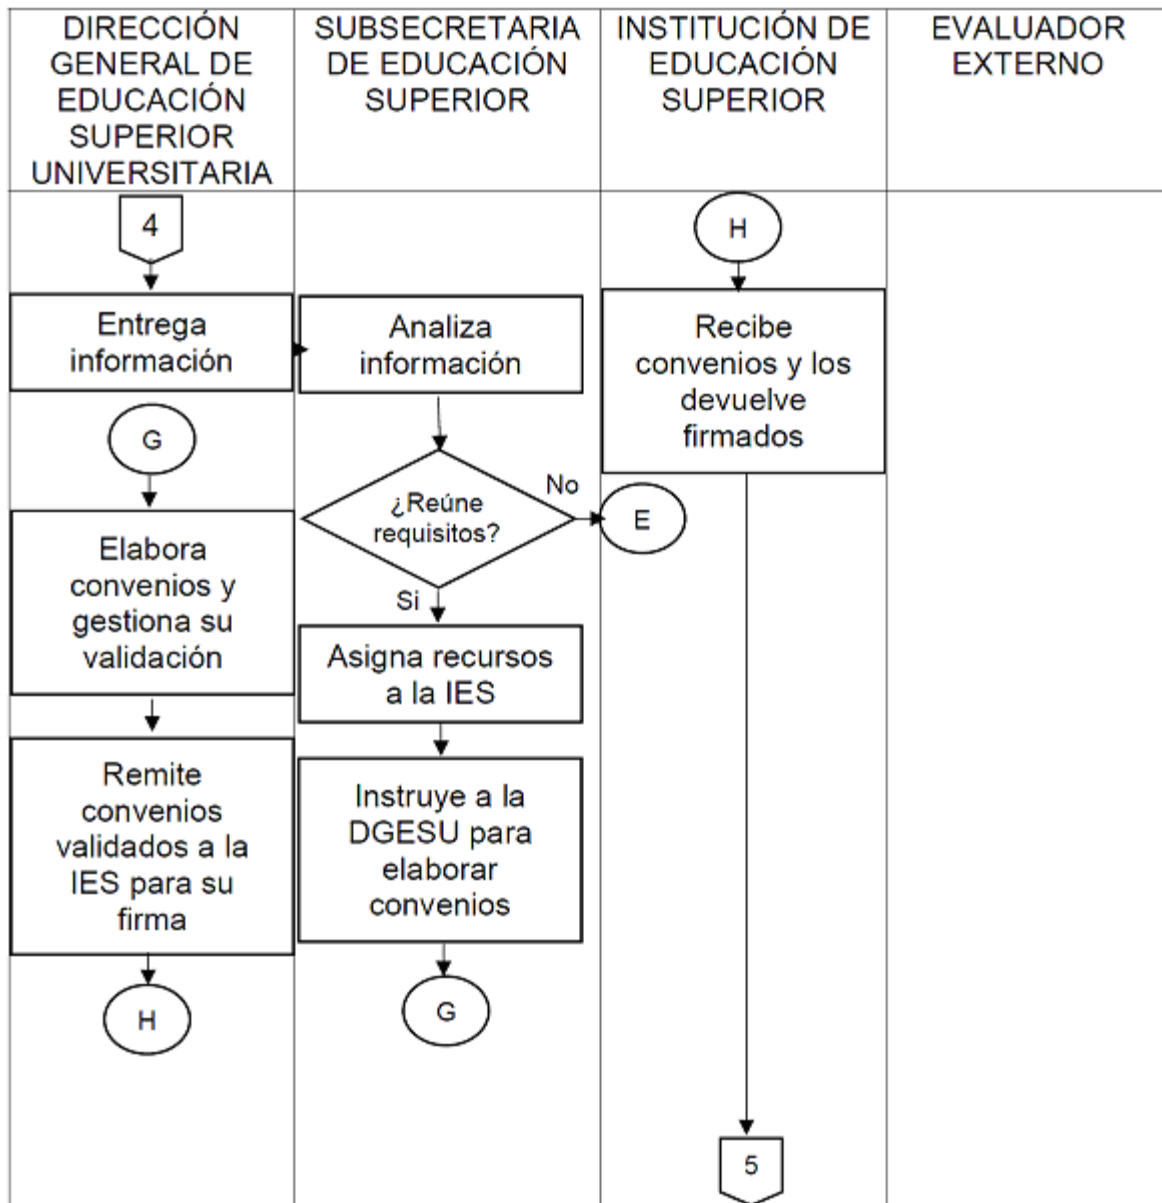 DIRECCIÓN
GENERAL DE
EDUCACIÓN
SUPERIOR
UNIVERSITARIA
SUBSECRETARIA
DE EDUCACIÓN
SUPERIOR
INSTITUCIÓN DE
EDUCACIÓN
SUPERIOR
EVALUADOR
EXTERNO
4
Entrega
información
G
Elabora
convenios y
gestiona su
validación
Remite
convenios
validados a la
IES para su
firma
H
Analiza
información
¿Reúne
requisitos?
No
E
Si
Asigna recursos
a la IES
Instruye a la
DGESU para
elaborar
convenios
G
H
Recibe
convenios y los
devuelve
firmados
5